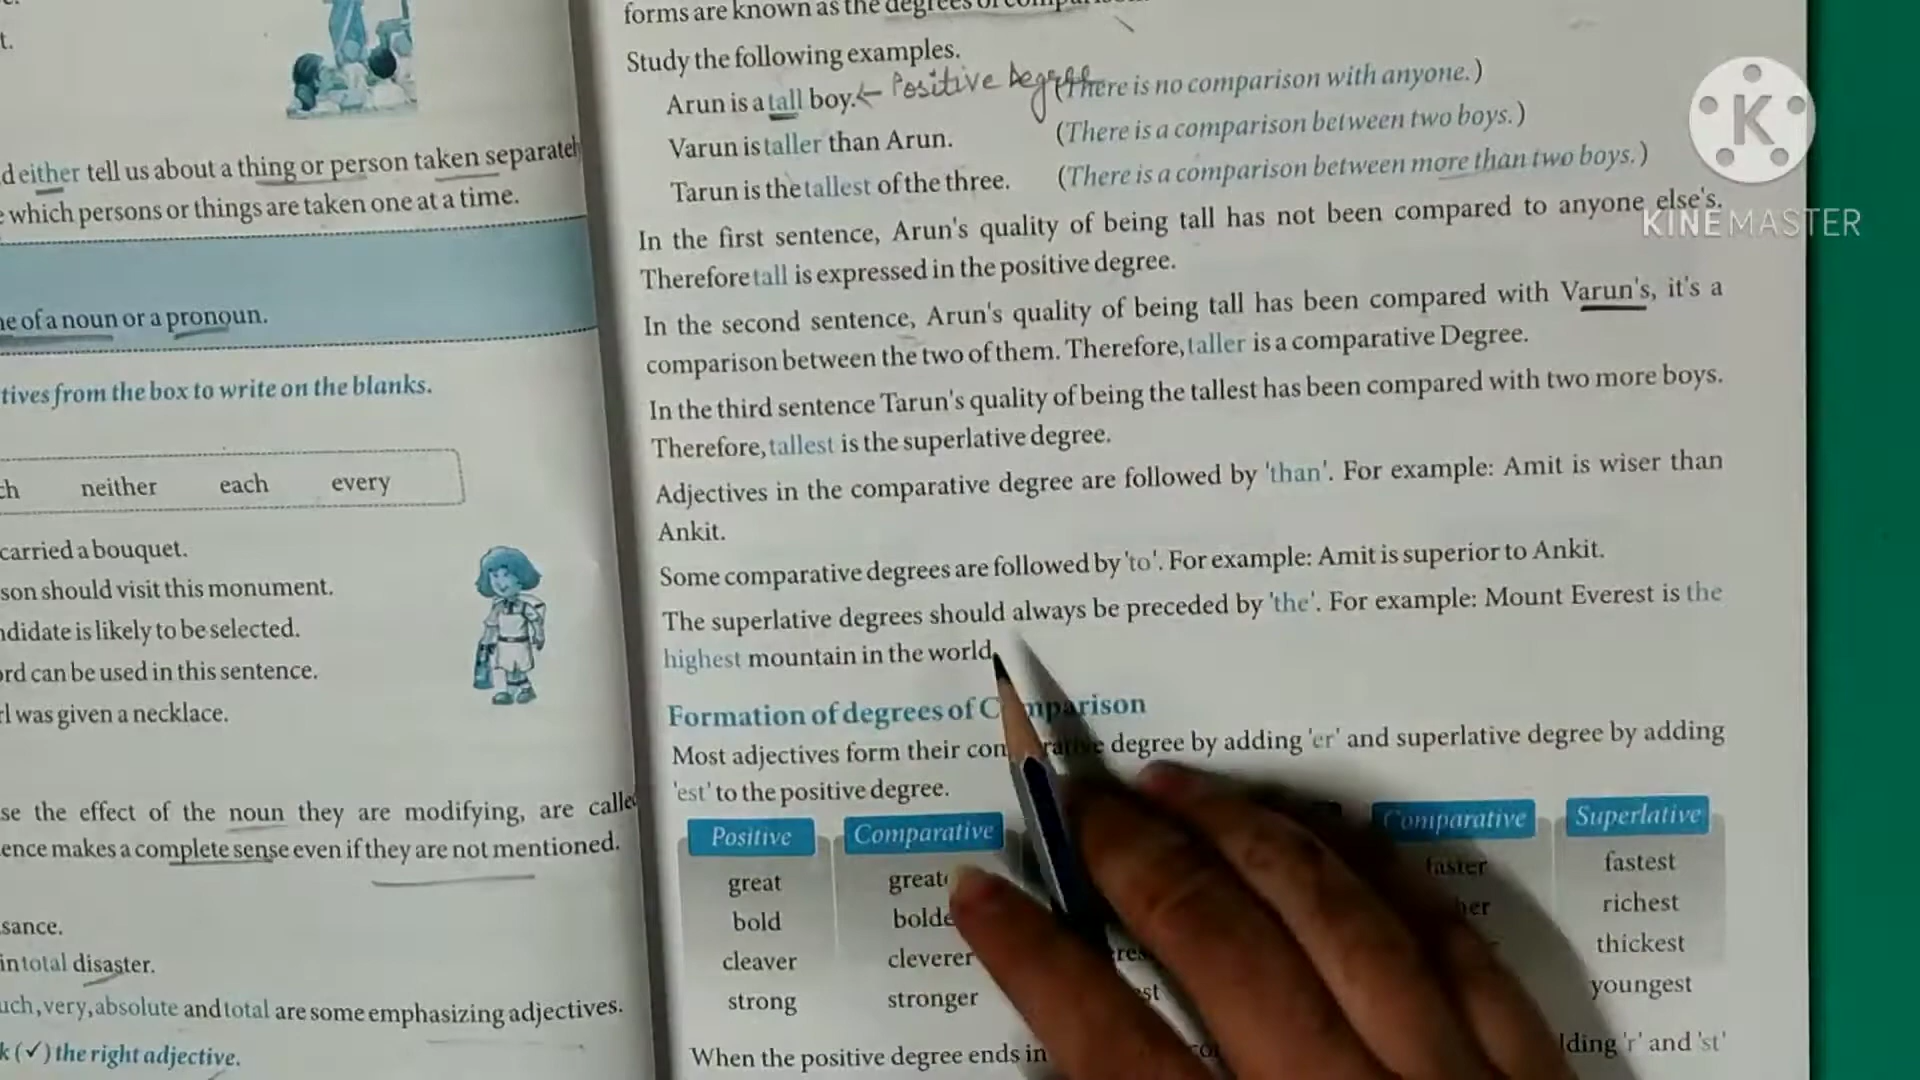 t.
d either tell us about a thing or person taken separatel
which persons or things are taken one at a time.
ne of a noun or a pronoun.
tives from the box to write on the blanks.
ch neither each every
carried a bouquet.
son should visit this monument.
ndidate is likely to be selected.
ord can be used in this sentence.
rl was given a necklace.
se the effect of the noun they are modifying, are calle
ence makes a complete sense even if they are not mentioned.
sance.
in total disaster.
uch, very, absolute and total are some emphasizing adjectives.
k (✓) the right adjective.
forms are known as the degrees of comparison.
Study the following examples.
Arun is a tall boy. ← Positive Degree (There is no comparison with anyone.)
Varun is taller than Arun. (There is a comparison between two boys.)
Tarun is the tallest of the three. (There is a comparison between more than two boys.)
In the first sentence, Arun's quality of being tall has not been compared to anyone else's.
Therefore tall is expressed in the positive degree.
In the second sentence, Arun's quality of being tall has been compared with Varun's, it's a
comparison between the two of them. Therefore, taller is a comparative Degree.
In the third sentence Tarun's quality of being the tallest has been compared with two more boys.
Therefore, tallest is the superlative degree.
Adjectives in the comparative degree are followed by 'than'. For example: Amit is wiser than
Ankit.
Some comparative degrees are followed by 'to'. For example: Amit is superior to Ankit.
The superlative degrees should always be preceded by 'the'. For example: Mount Everest is the
highest mountain in the world.
Formation of degrees of Comparison
Most adjectives form their comparative degree by adding 'er' and superlative degree by adding
'est' to the positive degree.
Positive Comparative Comparative Superlative
great greate faster fastest
bold bolde her richest
cleaver cleverer thickest
strong stronger st youngest
When the positive degree ends in lding 'r' and 'st'
K
KINEMASTER